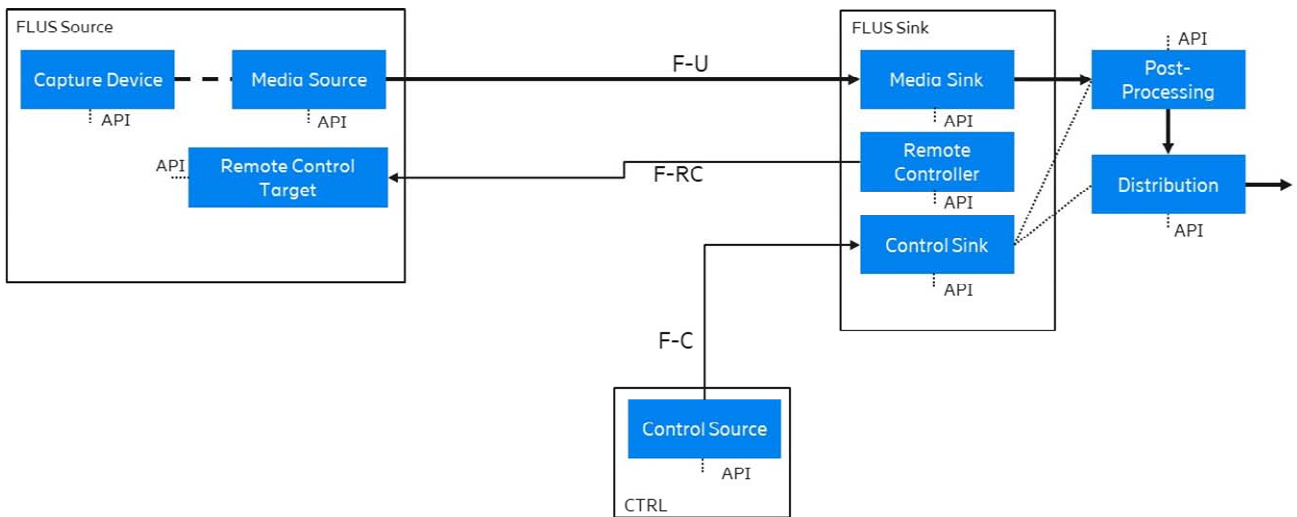 FLUS Source
Capture Device
API
Media Source
API
API
Remote Control
Target
F-U
F-RC
F-C
FLUS Sink
Media Sink
API
Remote
Controller
API
Control Sink
API
API
Post-
Processing
Distribution
API
Control Source
API
CTRL